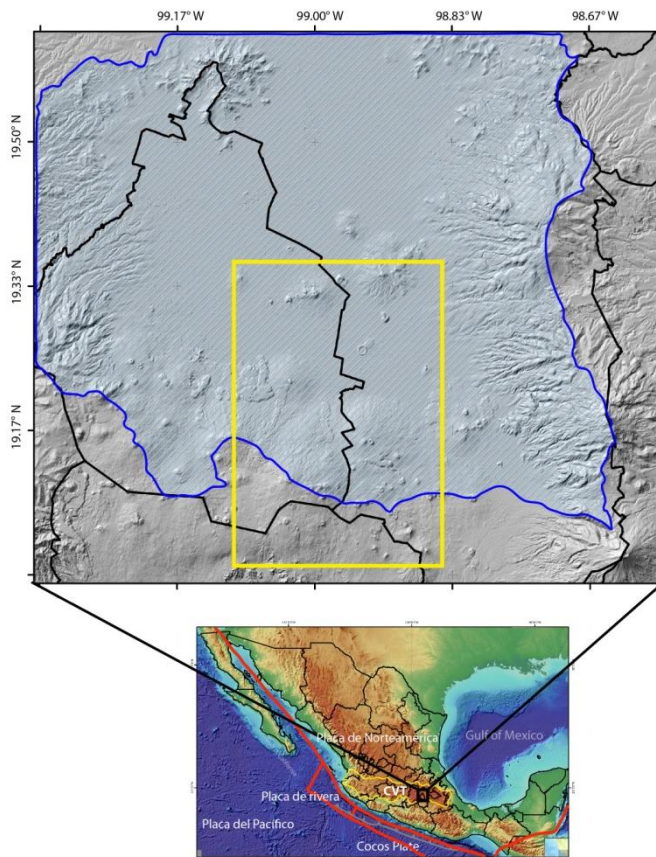 99.17° W 99.00° W 98.83° W 98.67° W
19.50° N
19.33° N
19.17° N
Placa de Norteamérica
Gulf of Mexico
CVT
Placa de rivera
Placa del Pacífico
Cocos Plate